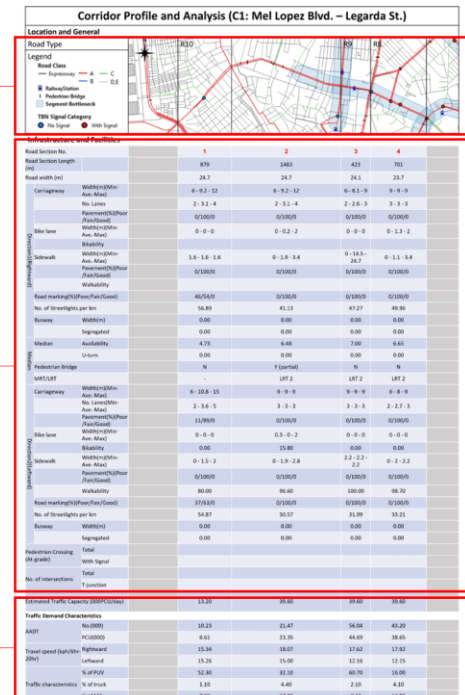 Corridor Profile and Analysis (C1: Mel Lopez Blvd. – Legarda St.)
Location and General
Road Type
Legend
Road Class
Expressway A C
B D,E
Railway Station
Pedestrian Bridge
Segment Bottleneck
TBN Signal Category
No Signal With Signal
R10 R9 R8
Infrastructure and Facilities
Road Section No. 1 2 3 4
Road Section Length (m) 879 1463 423 701
Road width (m) 24.7 24.7 24.1 23.7
Direction1(Rightward)
Carriageway Width(m)(Min-Ave.-Max) 6 - 9.2 - 12 6 - 9.2 - 12 6 - 8.1 - 9 9 - 9 - 9
No. Lanes 2 - 3.1 - 4 2 - 3.1 - 4 2 - 2.6 - 3 3 - 3 - 3
Pavement(%)(Poor/Fair/Good) 0/100/0 0/100/0 0/100/0 0/100/0
Bike lane Width(m)(Min-Ave.-Max) 0 - 0 - 0 0 - 0.2 - 2 0 - 0 - 0 0 - 1.3 - 2
Bikability
Sidewalk Width(m)(Min-Ave.-Max) 1.6 - 1.6 - 1.6 0 - 1.9 - 3.4 0 - 14.5 - 24.7 0 - 1.1 - 3.4
Pavement(%)(Poor/Fair/Good) 0/100/0 0/100/0 0/100/0 0/100/0
Walkability
Road marking(%)(Poor/Fair/Good) 46/54/0 0/100/0 0/100/0 0/100/0
No. of Streetlights per km 56.89 41.13 47.27 49.96
Busway Width(m) 0.00 0.00 0.00 0.00
Segregated 0.00 0.00 0.00 0.00
Median
Median Availability 4.73 6.48 7.00 6.65
U-turn 0.00 0.00 0.00 0.00
Pedestrian Bridge N Y (partial) N N
MRT/LRT - LRT 2 LRT 2 LRT 2
Direction2(Leftward)
Carriageway Width(m)(Min-Ave.-Max) 6 - 10.8 - 15 9 - 9 - 9 9 - 9 - 9 6 - 8 - 9
No. Lanes(Min-Ave.-Max) 2 - 3.6 - 5 3 - 3 - 3 3 - 3 - 3 2 - 2.7 - 3
Pavement(%)(Poor/Fair/Good) 11/89/0 0/100/0 0/100/0 0/100/0
Bike lane Width(m)(Min-Ave.-Max) 0 - 0 - 0 0.3 - 0 - 2 0 - 0 - 0 0 - 0 - 0
Bikability 0.00 15.80 0.00 0.00
Sidewalk Width(m)(Min-Ave.-Max) 0 - 1.5 - 2 0 - 1.9 - 2.8 2.2 - 2.2 - 2.2 0 - 2 - 2.2
Pavement(%)(Poor/Fair/Good) 0/100/0 0/100/0 0/100/0 0/100/0
Walkability 80.00 96.60 100.00 98.70
Road marking(%)(Poor/Fair/Good) 37/63/0 0/100/0 0/100/0 0/100/0
No. of Streetlights per km 54.87 50.57 31.09 33.21
Busway Width(m) 0.00 0.00 0.00 0.00
Segregated 0.00 0.00 0.00 0.00
Pedestrian Crossing (At grade) Total
With Signal
No. of Intersections Total
T-junction
Estimated Traffic Capacity (000PCU/day) 13.20 39.60 39.60 39.60
Traffic Demand Characteristics
AADT No.(000) 10.23 21.47 56.04 43.20
PCU(000) 8.61 23.35 44.69 38.65
Travel speed (kph/6hr-20hr) Rightward 15.34 18.07 17.62 17.92
Leftward 15.26 15.00 12.16 12.15
% of PUV 52.30 32.10 60.70 16.00
Traffic characteristics % of truck 1.10 4.40 2.10 4.10